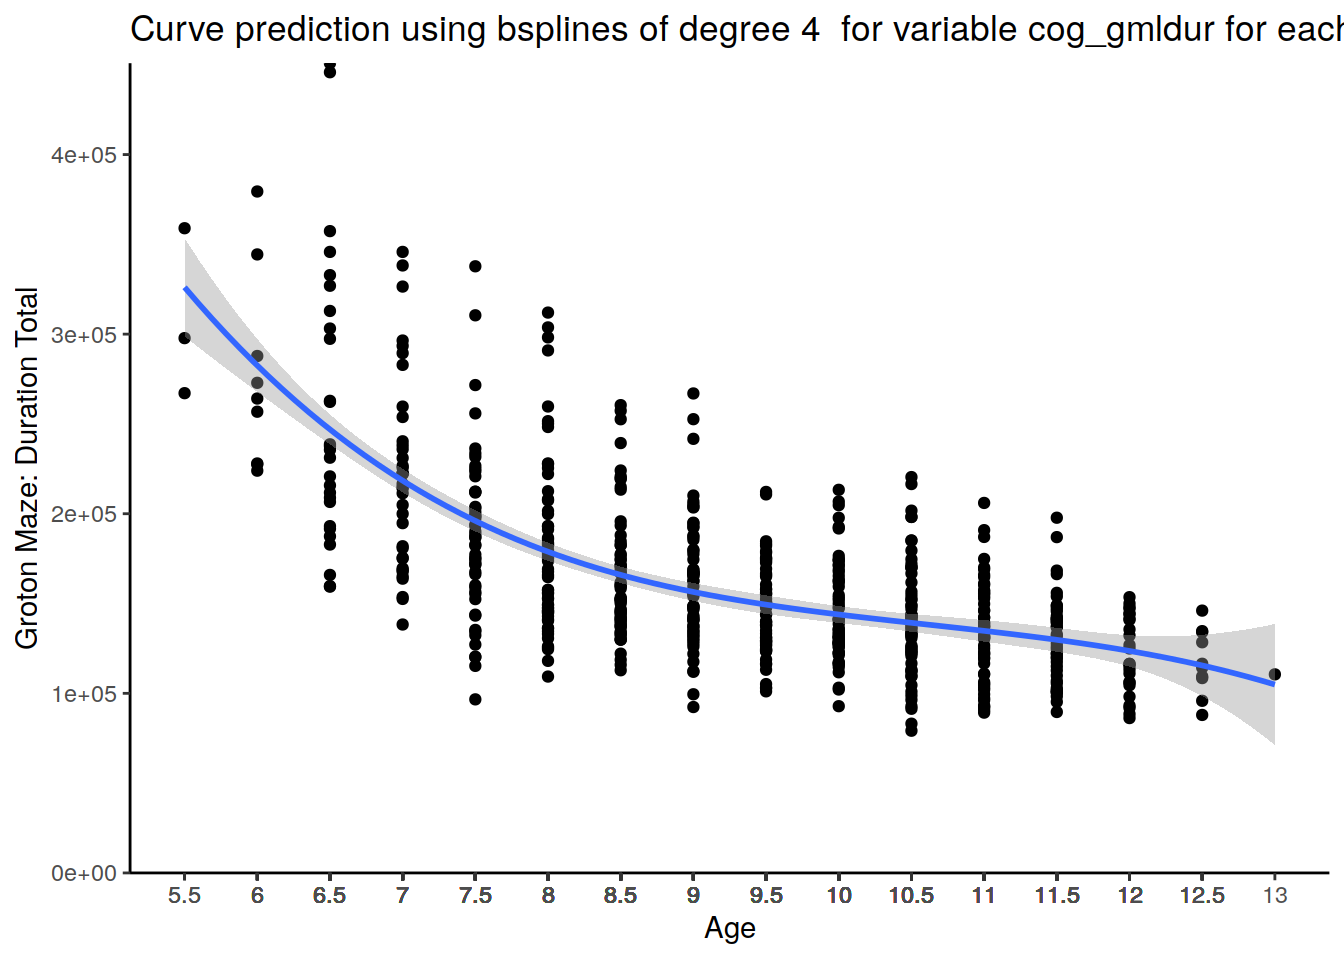 Curve prediction using bsplines of degree 4  for variable cog_gmldur for each
4e+05
3e+05
2e+05
1e+05
0e+00
Groton Maze: Duration Total
5.5 6 6.5 7 7.5 8 8.5 9 9.5 10 10.5 11 11.5 12 12.5 13
Age